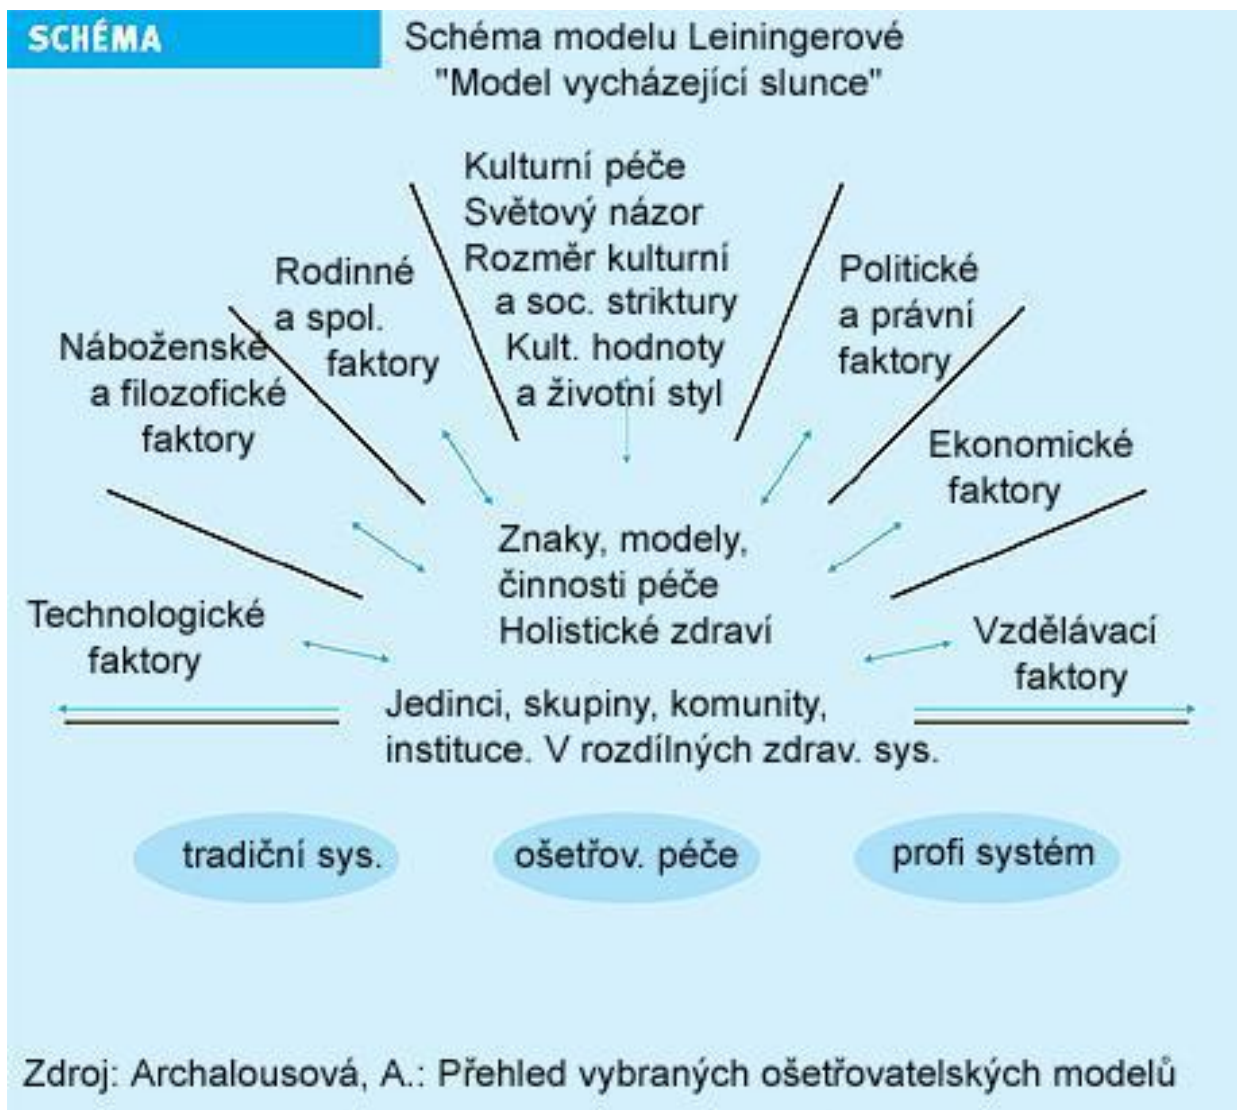 SCHÉMA
Schéma modelu Leiningerové
"Model vycházející slunce"
Kulturní péče
Světový názor
Rozměr kulturní
a soc. striktury
Kult. hodnoty
a životní styl
Rodinné
a spol.
faktory
Politické
a právní
faktory
Náboženské
a filozofické
faktory
Ekonomické
faktory
Znaky, modely,
činnosti péče
Holistické zdraví
Technologické
faktory
Vzdělávací
faktory
Jedinci, skupiny, komunity,
instituce. V rozdílných zdrav. sys.
tradiční sys.
ošetřov. péče
profi systém
Zdroj: Archalousová, A.: Přehled vybraných ošetřovatelských modelů